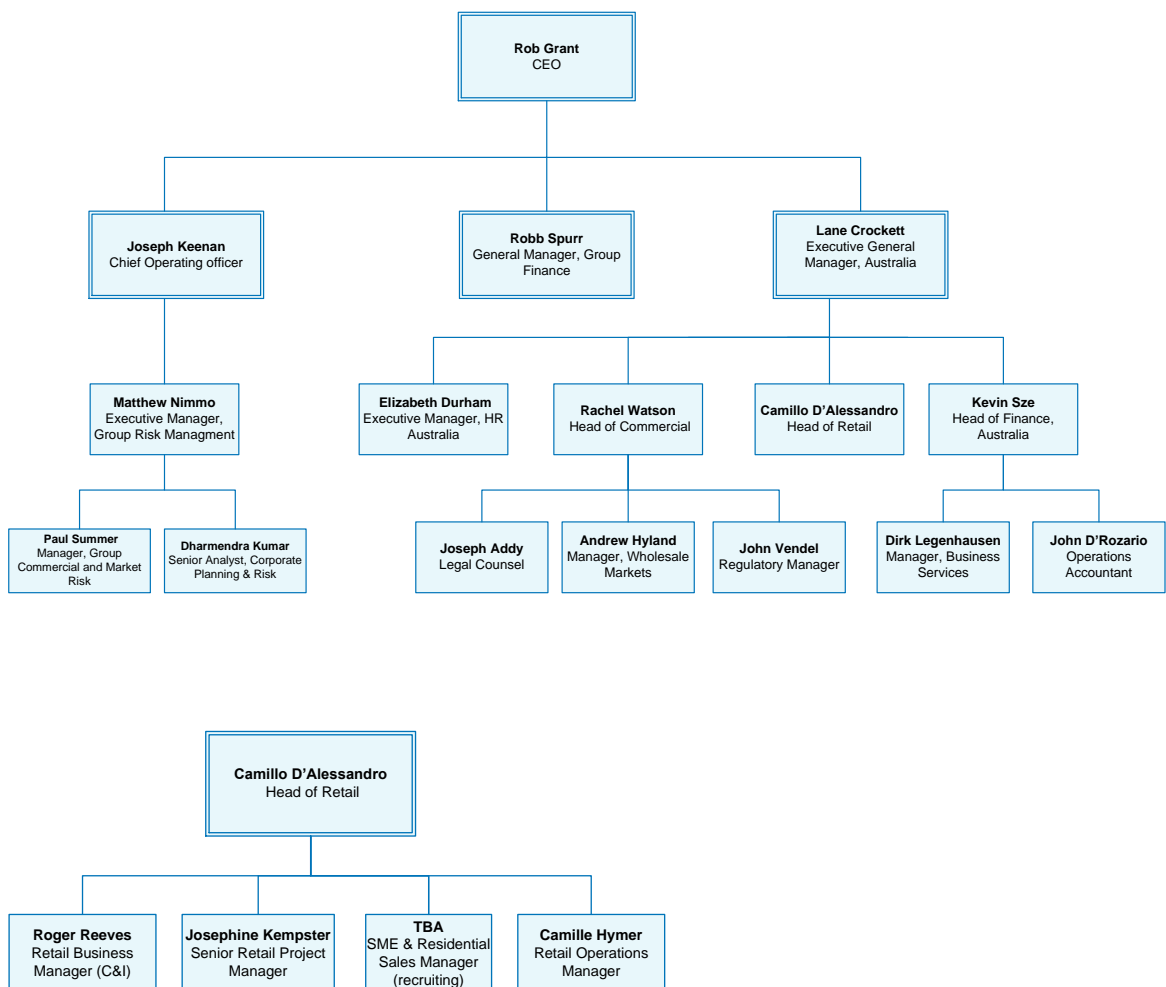 Rob Grant
CEO
Joseph Keenan
Chief Operating officer
Robb Spurr
General Manager, Group
Finance
Lane Crockett
Executive General
Manager, Australia
Matthew Nimmo
Executive Manager,
Group Risk Managment
Elizabeth Durham
Executive Manager, HR
Australia
Rachel Watson
Head of Commercial
Camillo D’Alessandro
Head of Retail
Kevin Sze
Head of Finance,
Australia
Paul Summer
Manager, Group
Commercial and Market
Risk
Dharmendra Kumar
Senior Analyst, Corporate
Planning & Risk
Joseph Addy
Legal Counsel
Andrew Hyland
Manager, Wholesale
Markets
John Vendel
Regulatory Manager
Dirk Legenhausen
Manager, Business
Services
John D’Rozario
Operations
Accountant
Camillo D’Alessandro
Head of Retail
Roger Reeves
Retail Business
Manager (C&I)
Josephine Kempster
Senior Retail Project
Manager
TBA
SME & Residential
Sales Manager
(recruiting)
Camille Hymer
Retail Operations
Manager